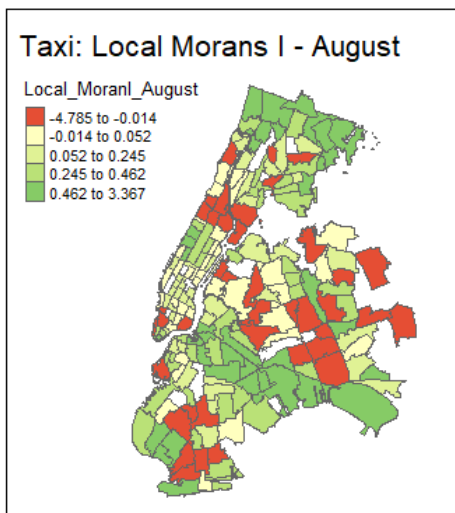 Taxi: Local Morans I - August
Local_MoranI_August
-4.785 to -0.014
-0.014 to 0.052
0.052 to 0.245
0.245 to 0.462
0.462 to 3.367